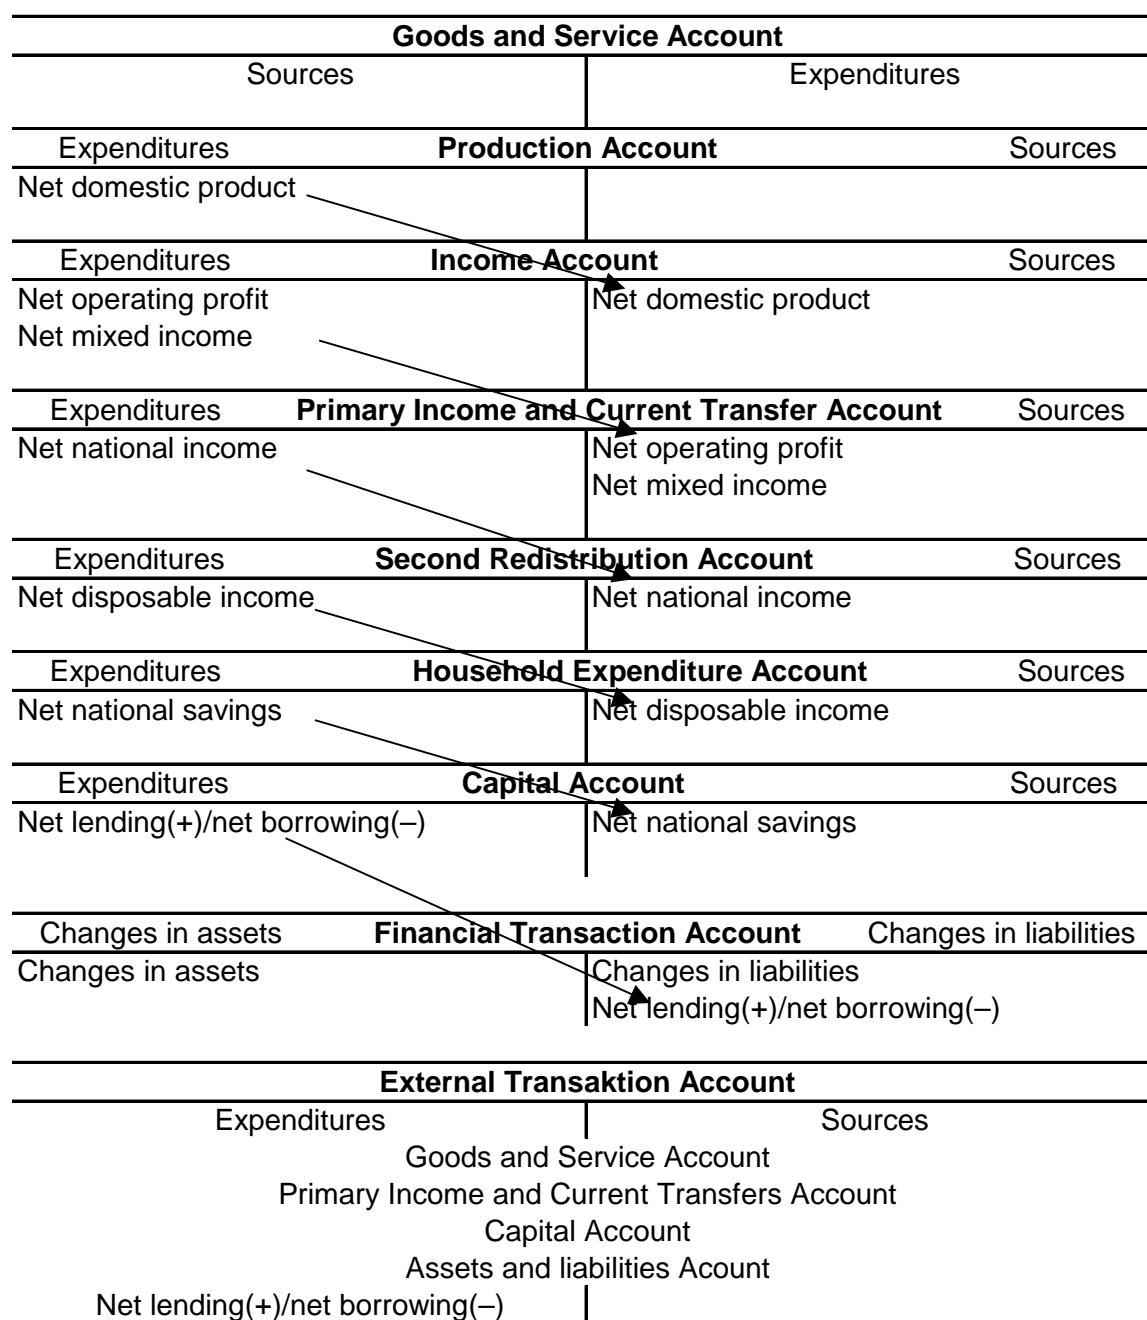 Goods and Service Account
Sources Expenditures
Expenditures Production Account Sources
Net domestic product
Expenditures Income Account Sources
Net operating profit Net domestic product
Net mixed income
Expenditures Primary Income and Current Transfer Account Sources
Net national income Net operating profit
Net mixed income
Expenditures Second Redistribution Account Sources
Net disposable income Net national income
Expenditures Household Expenditure Account Sources
Net national savings Net disposable income
Expenditures Capital Account Sources
Net lending(+)/net borrowing(–) Net national savings
Changes in assets Financial Transaction Account Changes in liabilities
Changes in assets Changes in liabilities
Net lending(+)/net borrowing(–)
External Transaktion Account
Expenditures Sources
Goods and Service Account
Primary Income and Current Transfers Account
Capital Account
Assets and liabilities Acount
Net lending(+)/net borrowing(–)